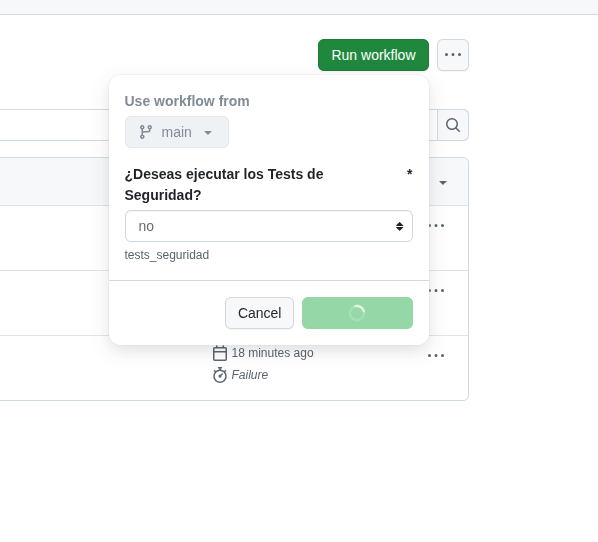 Run workflow
Use workflow from
main
¿Deseas ejecutar los Tests de *
Seguridad?
no
tests_seguridad
Cancel
18 minutes ago
Failure